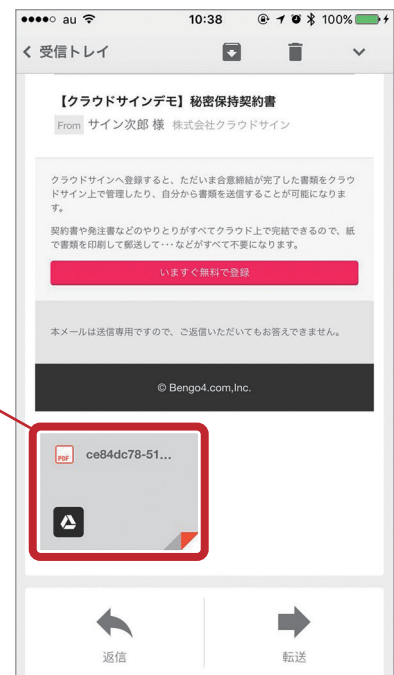 au 10:38 100%
受信トレイ
【クラウドサインデモ】秘密保持契約書
From サイン次郎 様 株式会社クラウドサイン
クラウドサインへ登録すると、ただいま合意締結が完了した書類をクラウ
ドサイン上で管理したり、自分から書類を送信することが可能になりま
す。
契約書や発注書などのやりとりがすべてクラウド上で完結できるので、紙
で書類を印刷して郵送して・・・などがすべて不要になります。
いますぐ無料で登録
本メールは送信専用ですので、ご返信いただいてもお答えできません。
© Bengo4.com,Inc.
PDF ce84dc78-51...
返信 転送